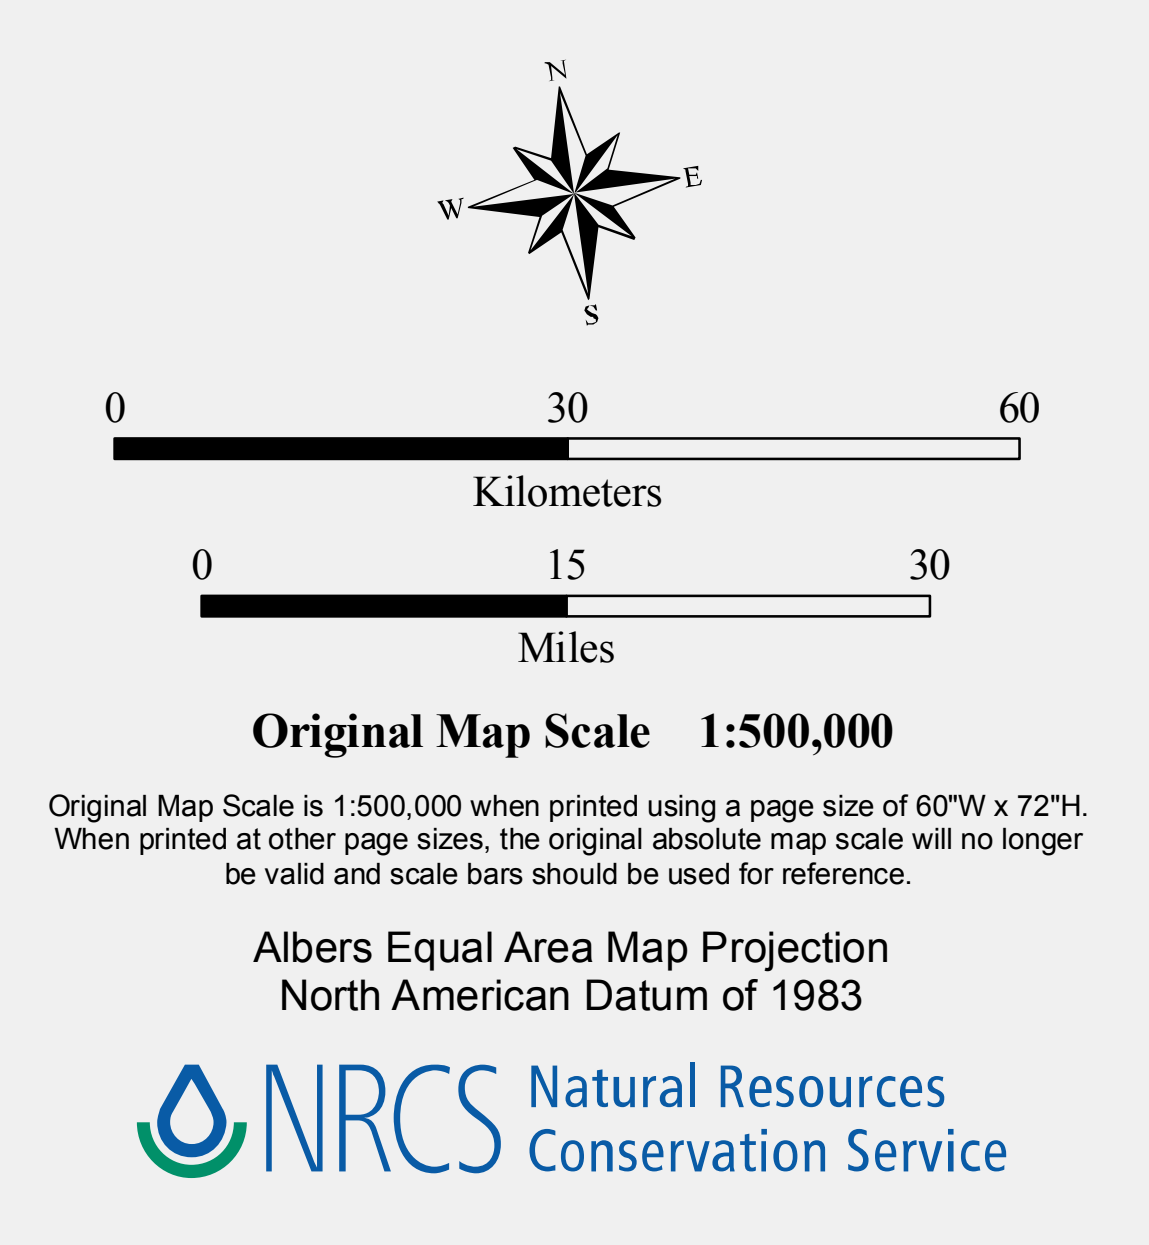 N
W E
S
0 30 60
Kilometers
0 15 30
Miles
Original Map Scale 1:500,000
Original Map Scale is 1:500,000 when printed using a page size of 60"W x 72"H.
When printed at other page sizes, the original absolute map scale will no longer
be valid and scale bars should be used for reference.
Albers Equal Area Map Projection
North American Datum of 1983
NRCS Natural Resources
Conservation Service